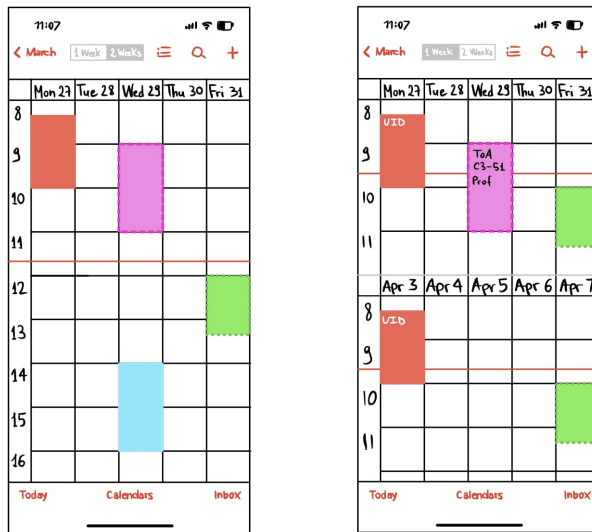 11:07
March
1 Week 2 Weeks
Mon 27 Tue 28 Wed 29 Thu 30 Fri 31
8
9
10
11
12
13
14
15
16
Today Calendars Inbox
11:07
March
1 Week 2 Weeks
Mon 27 Tue 28 Wed 29 Thu 30 Fri 31
8
UID
9
ToA
C3-51
Prof
10
11
Apr 3 Apr 4 Apr 5 Apr 6 Apr 7
8
UID
9
10
11
Today Calendars Inbox